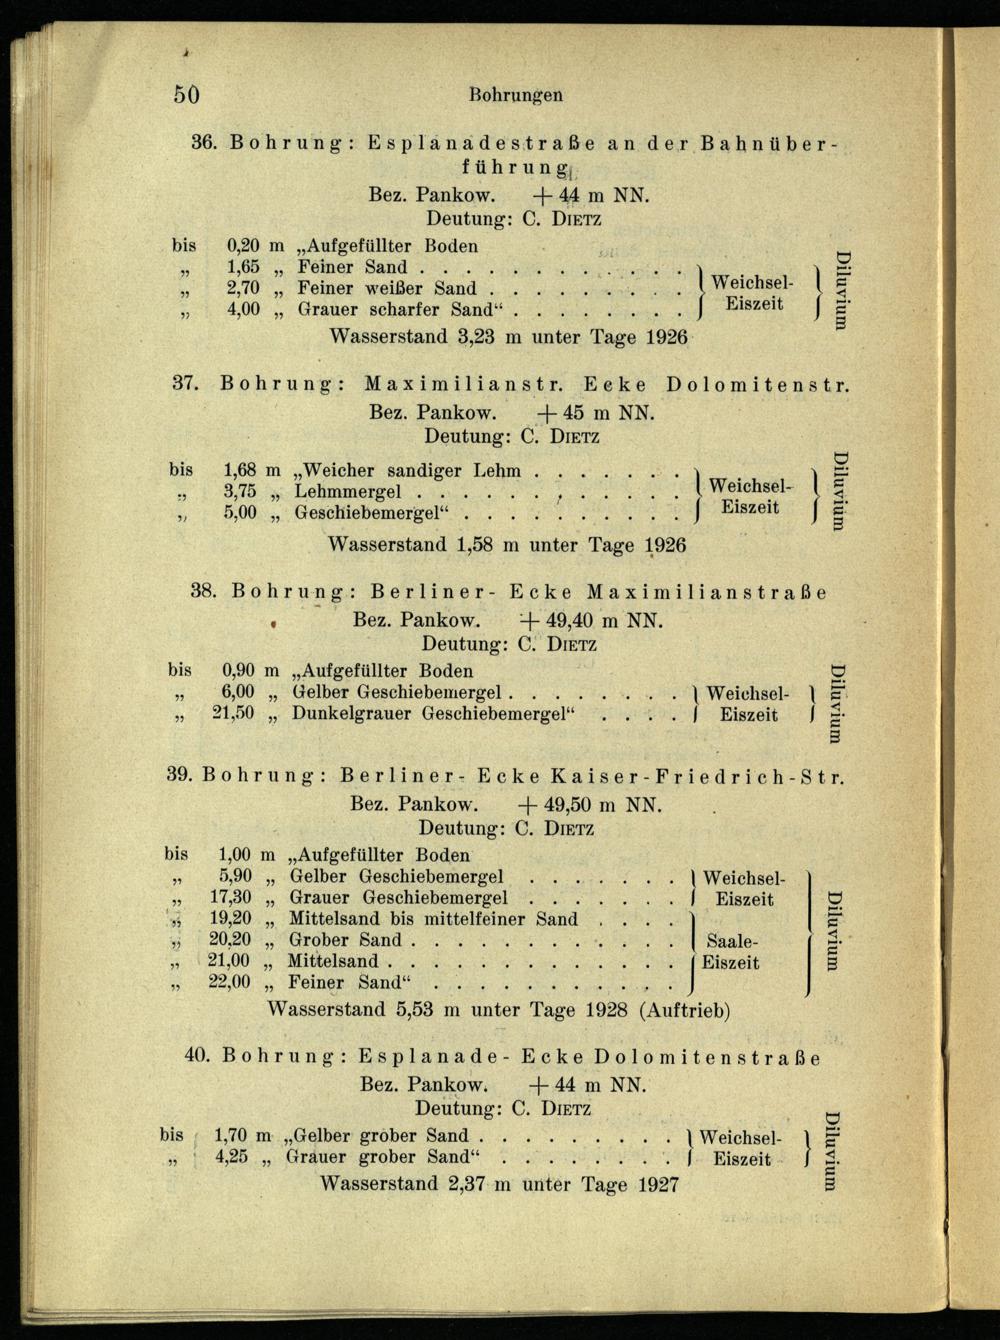 50 Bohrungen
36. Bohrung: Esplanadestraße an der Bahnüber-
führung
Bez. Pankow. + 44 m NN.
Deutung: C. DIETZ
bis 0,20 m „Aufgefüllter Boden
„ 1,65 „ Feiner Sand . . . . . . . . . . . .
„ 2,70 „ Feiner weißer Sand . . . . . . . . . Weichsel-
„ 4,00 „ Grauer scharfer Sand“ . . . . . . . . Eiszeit Diluvium
Wasserstand 3,23 m unter Tage 1926
37. Bohrung: Maximilianstr. Ecke Dolomitenstr.
Bez. Pankow. + 45 m NN.
Deutung: C. DIETZ
bis 1,68 m „Weicher sandiger Lehm . . . . . . .
„ 3,75 „ Lehmmergel . . . . . . . . . . . . Weichsel-
„ 5,00 „ Geschiebemergel“ . . . . . . . . . . Eiszeit Diluvium
Wasserstand 1,58 m unter Tage 1926
38. Bohrung: Berliner- Ecke Maximilianstraße
Bez. Pankow. + 49,40 m NN.
Deutung: C. DIETZ
bis 0,90 m „Aufgefüllter Boden
„ 6,00 „ Gelber Geschiebemergel . . . . . . . . Weichsel-
„ 21,50 „ Dunkelgrauer Geschiebemergel“ . . . . Eiszeit Diluvium
39. Bohrung: Berliner- Ecke Kaiser-Friedrich-Str.
Bez. Pankow. + 49,50 m NN.
Deutung: C. DIETZ
bis 1,00 m „Aufgefüllter Boden
„ 5,90 „ Gelber Geschiebemergel . . . . . . . Weichsel-
„ 17,30 „ Grauer Geschiebemergel . . . . . . . Eiszeit
„ 19,20 „ Mittelsand bis mittelfeiner Sand . . . .
„ 20,20 „ Grober Sand . . . . . . . . . . . . Saale-
„ 21,00 „ Mittelsand . . . . . . . . . . . . . Eiszeit Diluvium
„ 22,00 „ Feiner Sand“ . . . . . . . . . . .
Wasserstand 5,53 m unter Tage 1928 (Auftrieb)
40. Bohrung: Esplanade- Ecke Dolomitenstraße
Bez. Pankow. + 44 m NN.
Deutung: C. DIETZ
bis 1,70 m „Gelber grober Sand . . . . . . . . . Weichsel-
„ 4,25 „ Grauer grober Sand“ . . . . . . . . Eiszeit Diluvium
Wasserstand 2,37 m unter Tage 1927